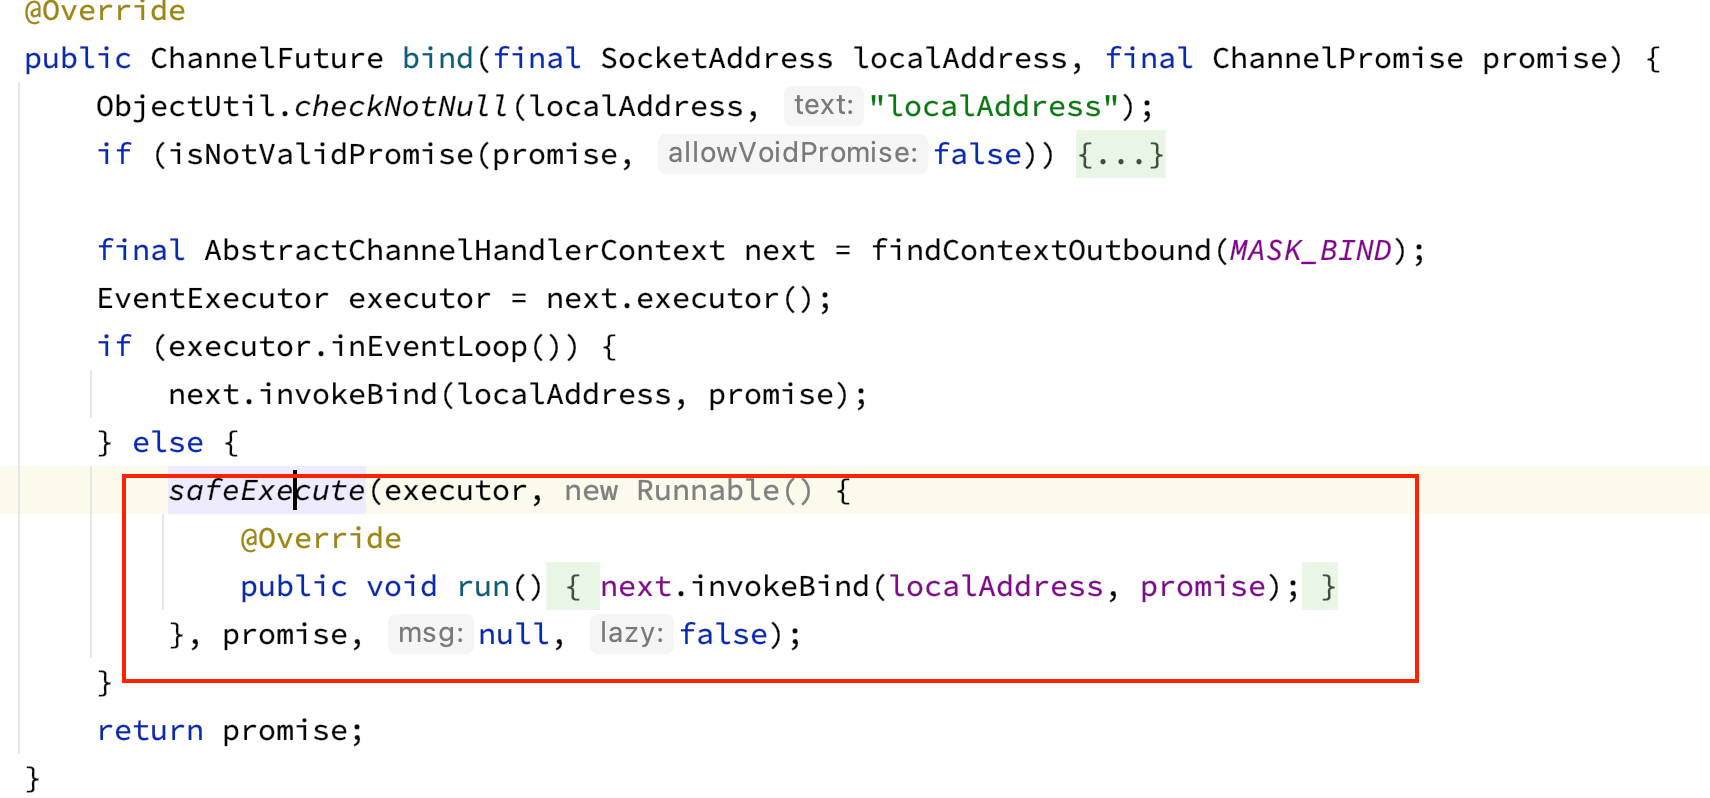 @Override
public ChannelFuture bind(final SocketAddress localAddress, final ChannelPromise promise) {
ObjectUtil.checkNotNull(localAddress, text: "localAddress");
if (isNotValidPromise(promise, allowVoidPromise: false)) {...}
final AbstractChannelHandlerContext next = findContextOutbound(MASK_BIND);
EventExecutor executor = next.executor();
if (executor.inEventLoop()) {
next.invokeBind(localAddress, promise);
} else {
safeExecute(executor, new Runnable() {
@Override
public void run() { next.invokeBind(localAddress, promise); }
}, promise, msg: null, lazy: false);
}
return promise;
}